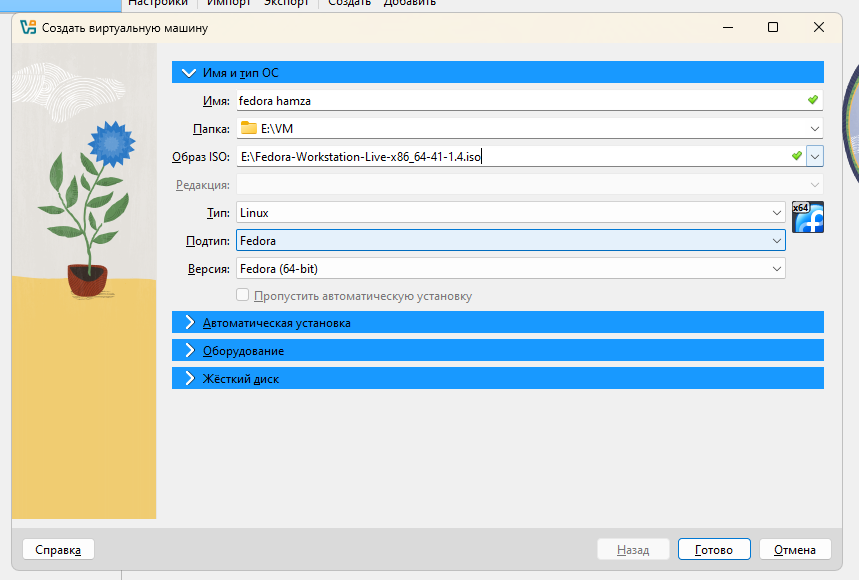 Настройки Импорт Экспорт Создать Добавить
Создать виртуальную машину
Имя и тип ОС
Имя: fedora hamza
Папка: E:\VM
Образ ISO: E:\Fedora-Workstation-Live-x86_64-41-1.4.iso
Редакция:
Тип: Linux
x64
Подтип: Fedora
Версия: Fedora (64-bit)
Пропустить автоматическую установку
Автоматическая установка
Оборудование
Жёсткий диск
Справка Назад Готово Отмена